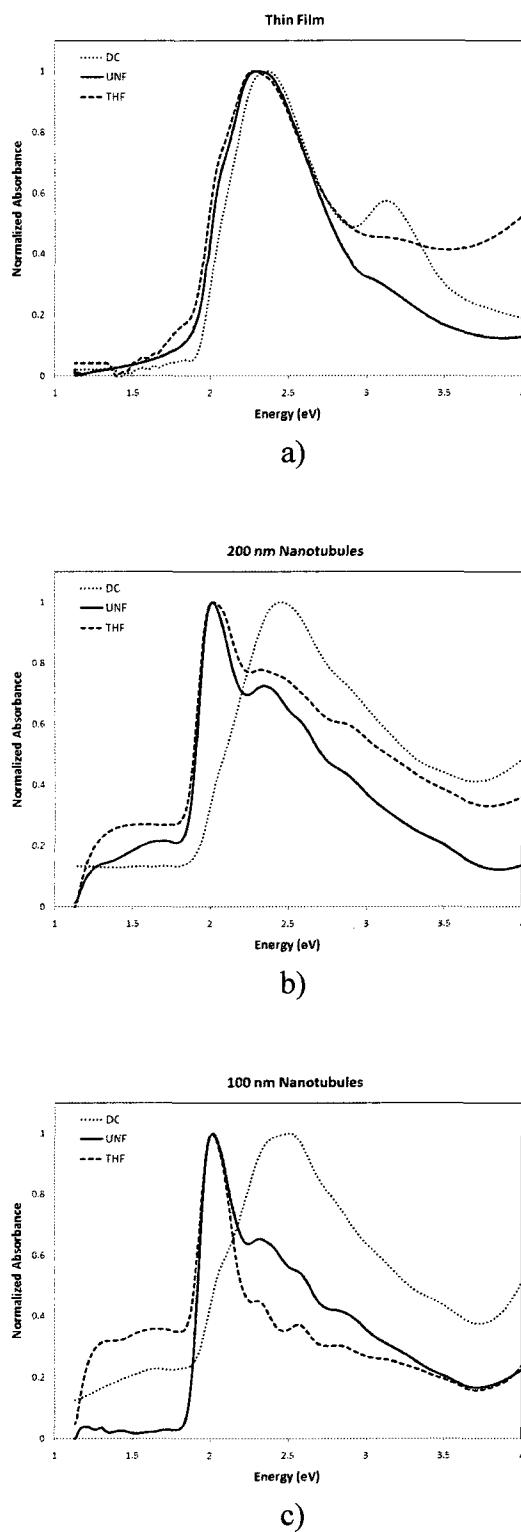 Thin Film
DC
UNF
THF
Normalized Absorbance
1
0.8
0.6
0.4
0.2
0
1
1.5
2
2.5
3
3.5
4
Energy (eV)
a)
200 nm Nanotubules
DC
UNF
THF
Normalized Absorbance
1
0.8
0.6
0.4
0.2
0
1
1.5
2
2.5
3
3.5
4
Energy (eV)
b)
100 nm Nanotubules
DC
UNF
THF
Normalized Absorbance
1
0.8
0.6
0.4
0.2
0
1
1.5
2
2.5
3
3.5
4
Energy (eV)
c)